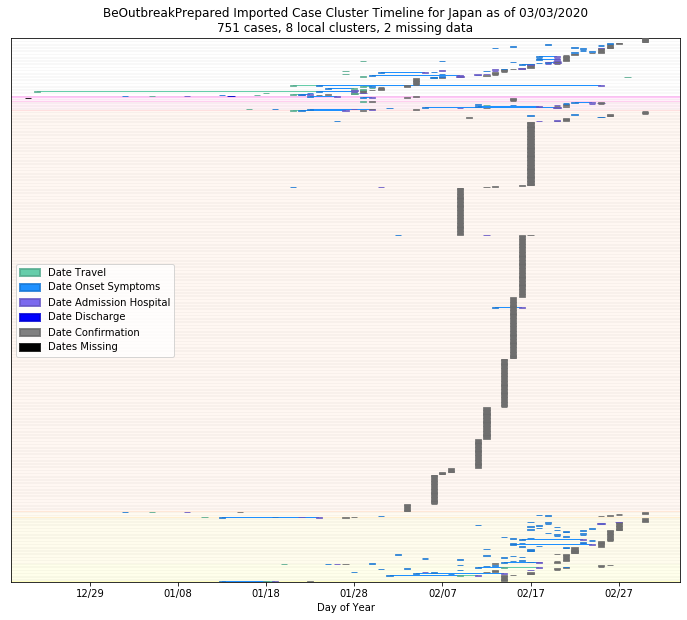 BeOutbreakPrepared Imported Case Cluster Timeline for Japan as of 03/03/2020
751 cases, 8 local clusters, 2 missing data
Date Travel
Date Onset Symptoms
Date Admission Hospital
Date Discharge
Date Confirmation
Dates Missing
12/29 01/08 01/18 01/28 02/07 02/17 02/27
Day of Year